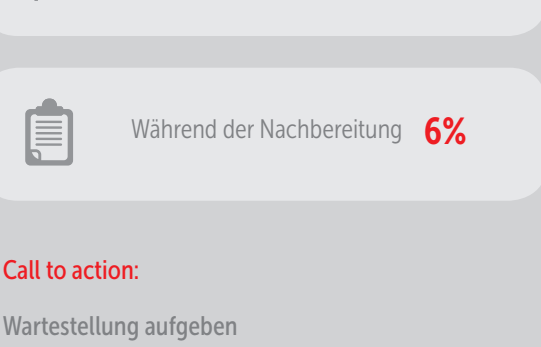 Während der Nachbereitung 6%
Call to action:
Wartestellung aufgeben